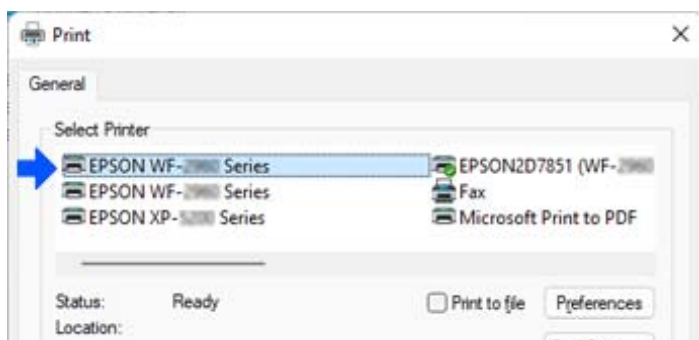 Print
General
Select Printer
EPSON WF- Series
EPSON2D7851 (WF-
EPSON WF- Series
Fax
EPSON XP- Series
Microsoft Print to PDF
Status: Ready
Print to file
Preferences
Location: